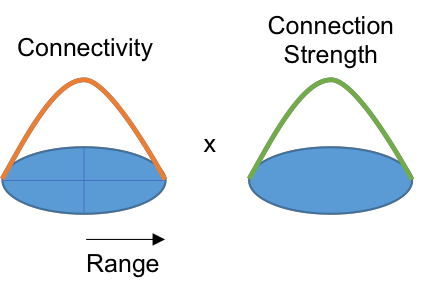 Connectivity
Connection
Strength
x
Range